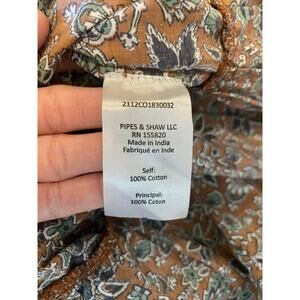 2112CO1830032
PIPES & SHAW LLC
RN 155820
Made in India
Fabriqué en Inde
Self:
100% Cotton
Principal:
100% Coton